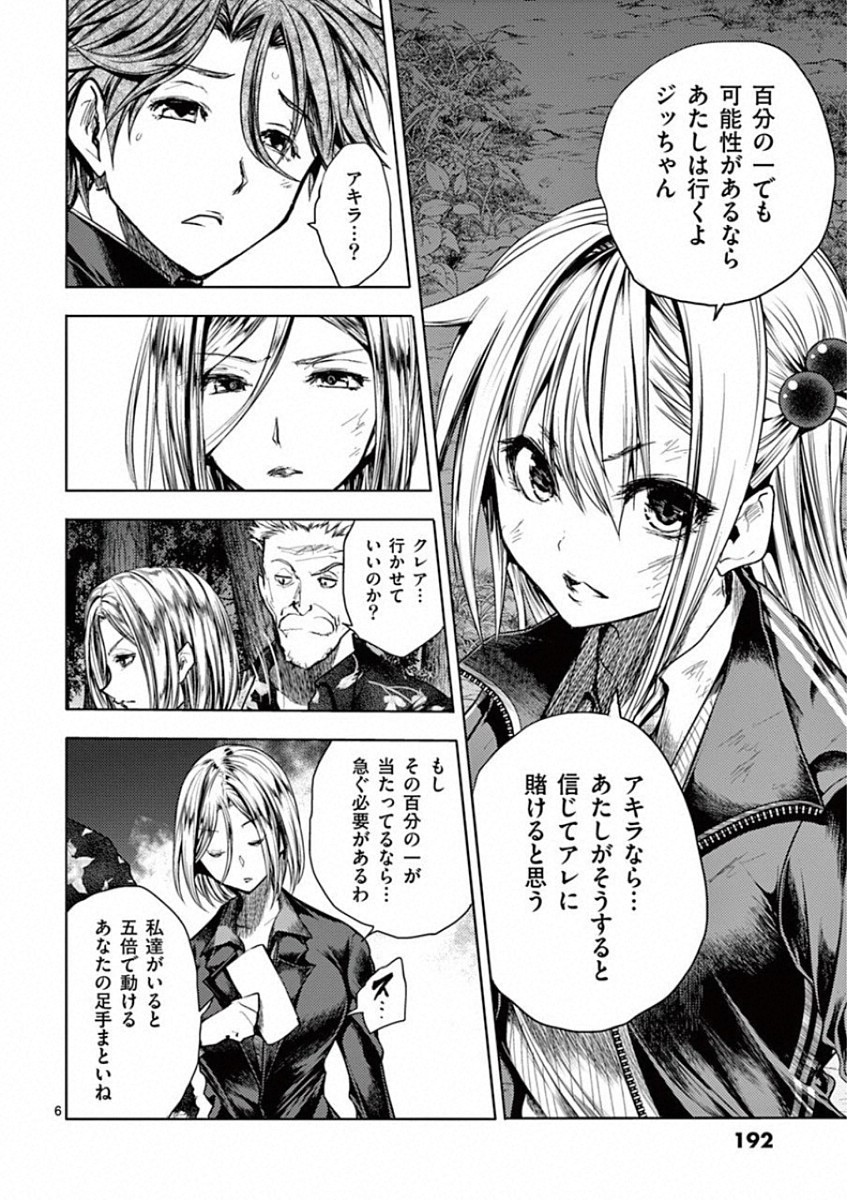 百分の一でも
可能性があるなら
あたしは行くよ
ジッちゃん
アキラなら…
あたしがそうすると
信じてアレに
賭けると思う
アキラ…?
クレア…
行かせて
いいのか?
もし
その百分の一が
当たってるなら…
急ぐ必要があるわ
ス…
私達がいると
五倍で動ける
あなたの足手まといね
6
192